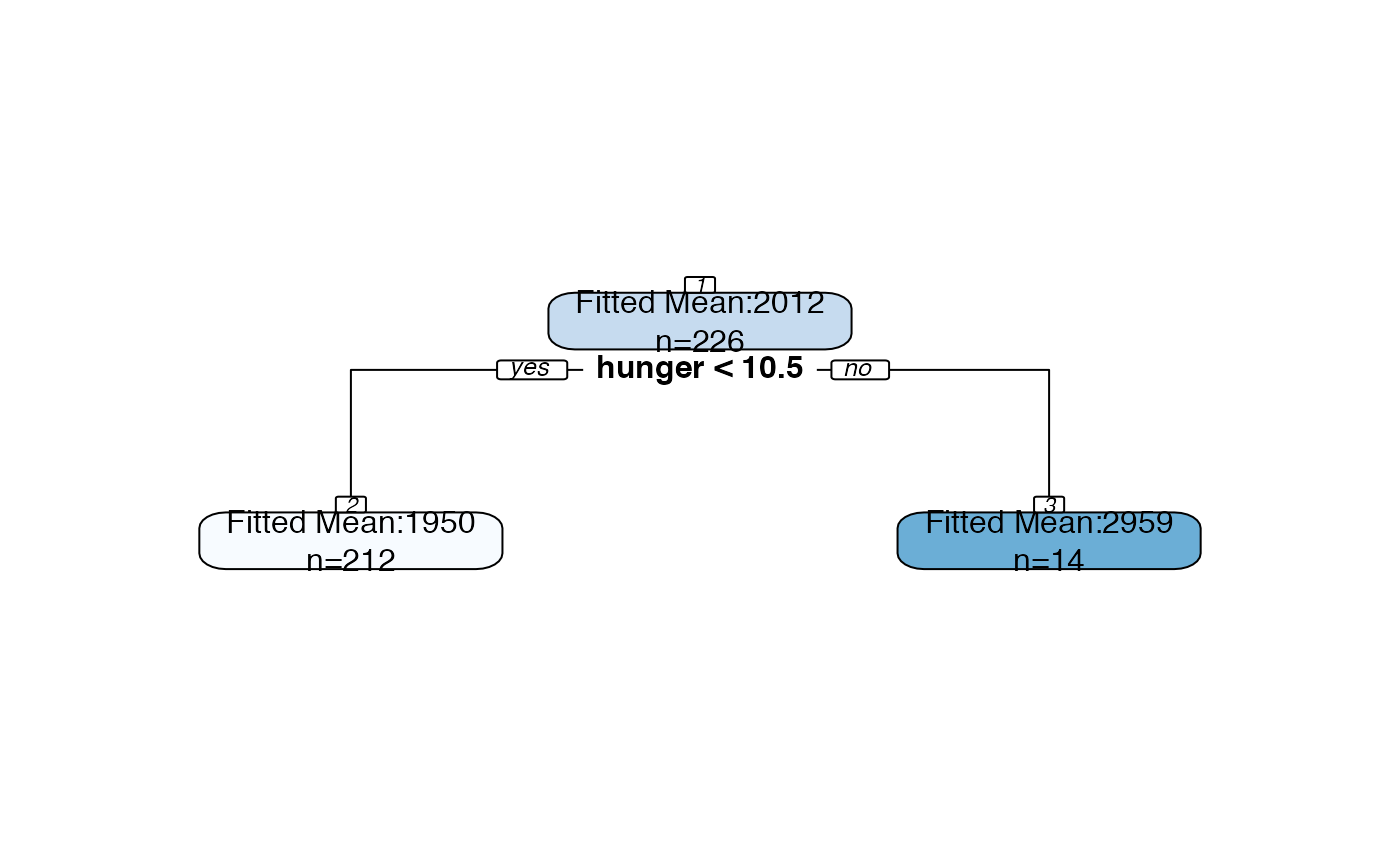 1
Fitted Mean:2012
n=226
yes hunger < 10.5 no
2 3
Fitted Mean:1950 Fitted Mean:2959
n=212 n=14